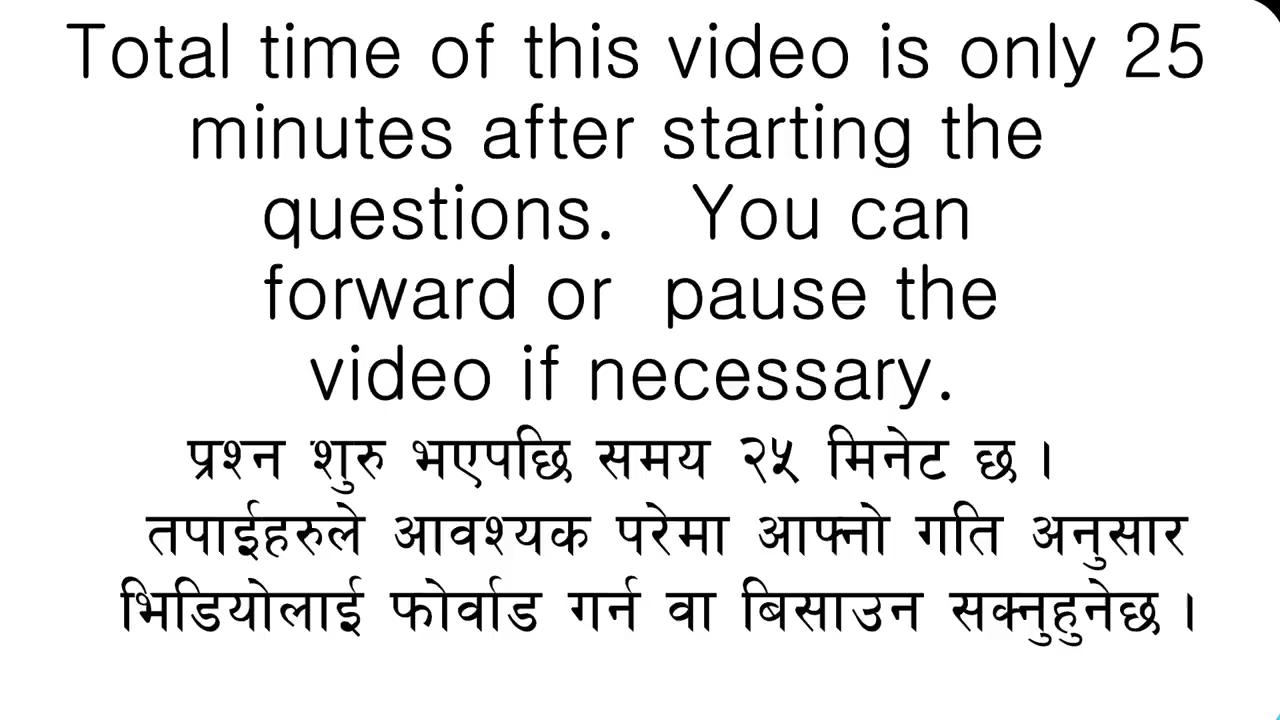 Total time of this video is only 25
minutes after starting the
questions. You can
forward or pause the
video if necessary.
प्रश्न शुरु भएपछि समय २५ मिनेट छ ।
तपाईहरुले आवश्यक परेमा आफ्नो गति अनुसार
भिडियोलाई फोर्वाड गर्न वा बिसाउन सक्नुहुनेछ ।